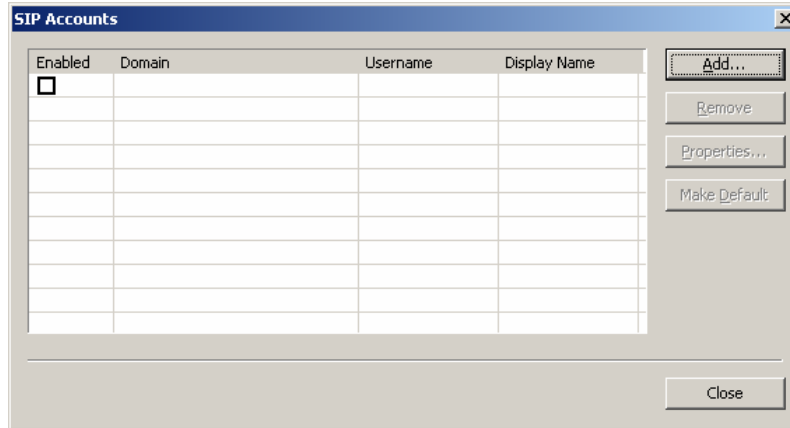 SIP Accounts
Enabled Domain Username Display Name
Add...
Remove
Properties...
Make Default
Close